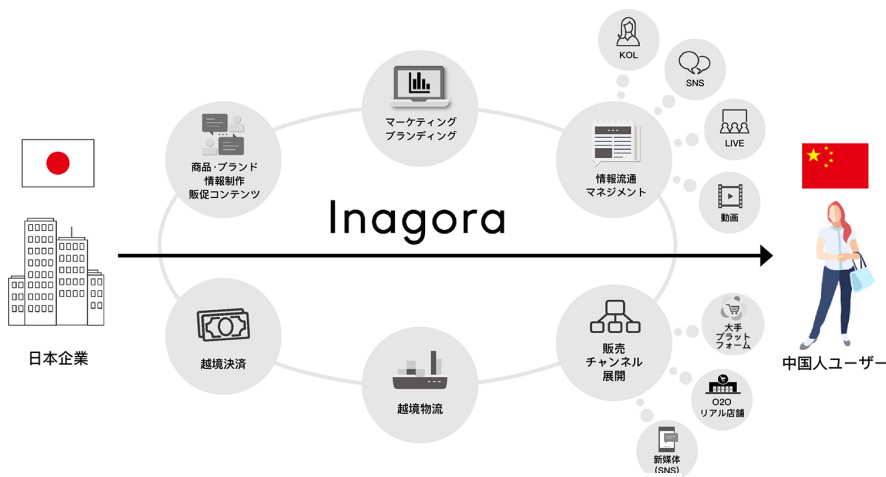 KOL
SNS
マーケティング
ブランディング
LIVE
商品・ブランド
情報制作
販促コンテンツ
情報流通
マネジメント
動画
Inagora
日本企業
中国人ユーザー
越境決済
越境物流
販売
チャンネル
展開
大手
プラット
フォーム
O2O
リアル店舗
新媒体
(SNS)